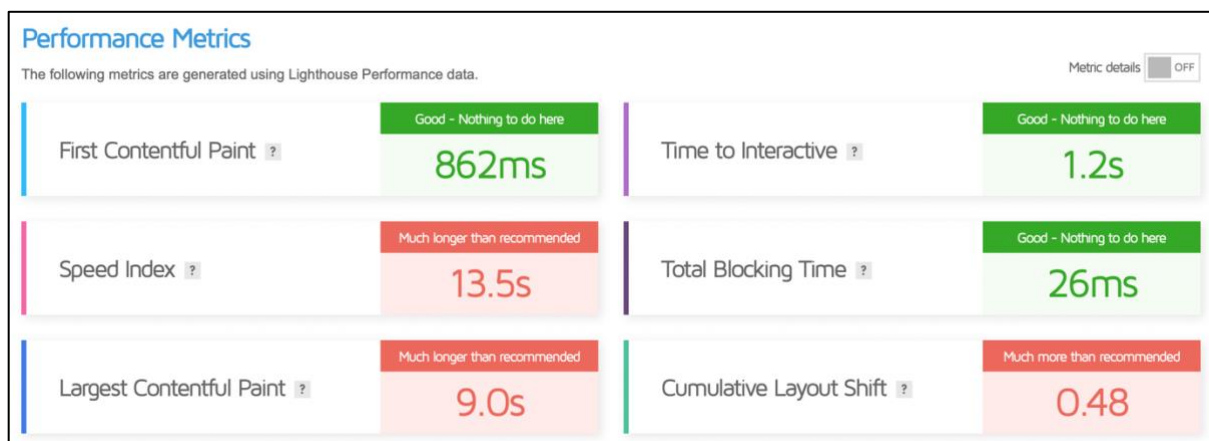 Performance Metrics
The following metrics are generated using Lighthouse Performance data.
Metric details OFF
First Contentful Paint ?
Good - Nothing to do here
862ms
Time to Interactive ?
Good - Nothing to do here
1.2s
Speed Index ?
Much longer than recommended
13.5s
Total Blocking Time ?
Good - Nothing to do here
26ms
Largest Contentful Paint ?
Much longer than recommended
9.0s
Cumulative Layout Shift ?
Much more than recommended
0.48